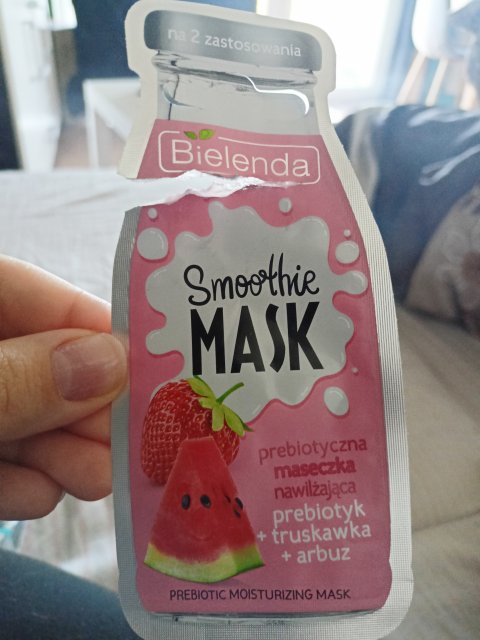 na 2 zastosowania
Bielenda
Smoothie
MASK
prebiotyczna
maseczka
nawilżająca
prebiotyk
+ truskawka
+ arbuz
PREBIOTIC MOISTURIZING MASK